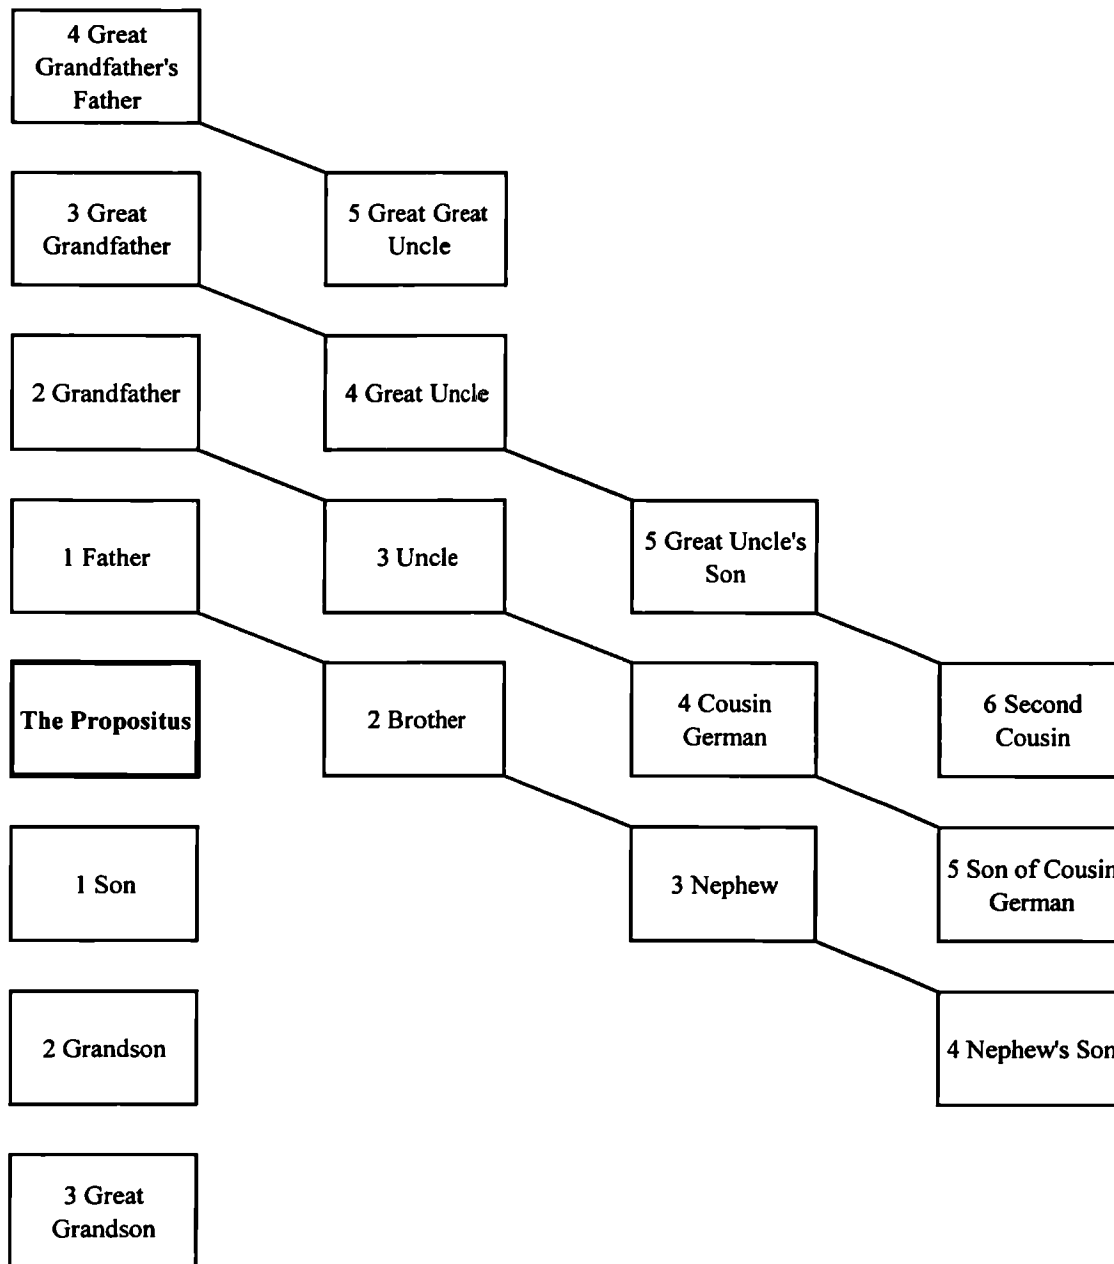 4 Great
Grandfather's
Father
3 Great
Grandfather
5 Great Great
Uncle
2 Grandfather
4 Great Uncle
1 Father
3 Uncle
5 Great Uncle's
Son
The Propositus
2 Brother
4 Cousin
German
6 Second
Cousin
1 Son
3 Nephew
5 Son of Cousin
German
2 Grandson
4 Nephew's Son
3 Great
Grandson